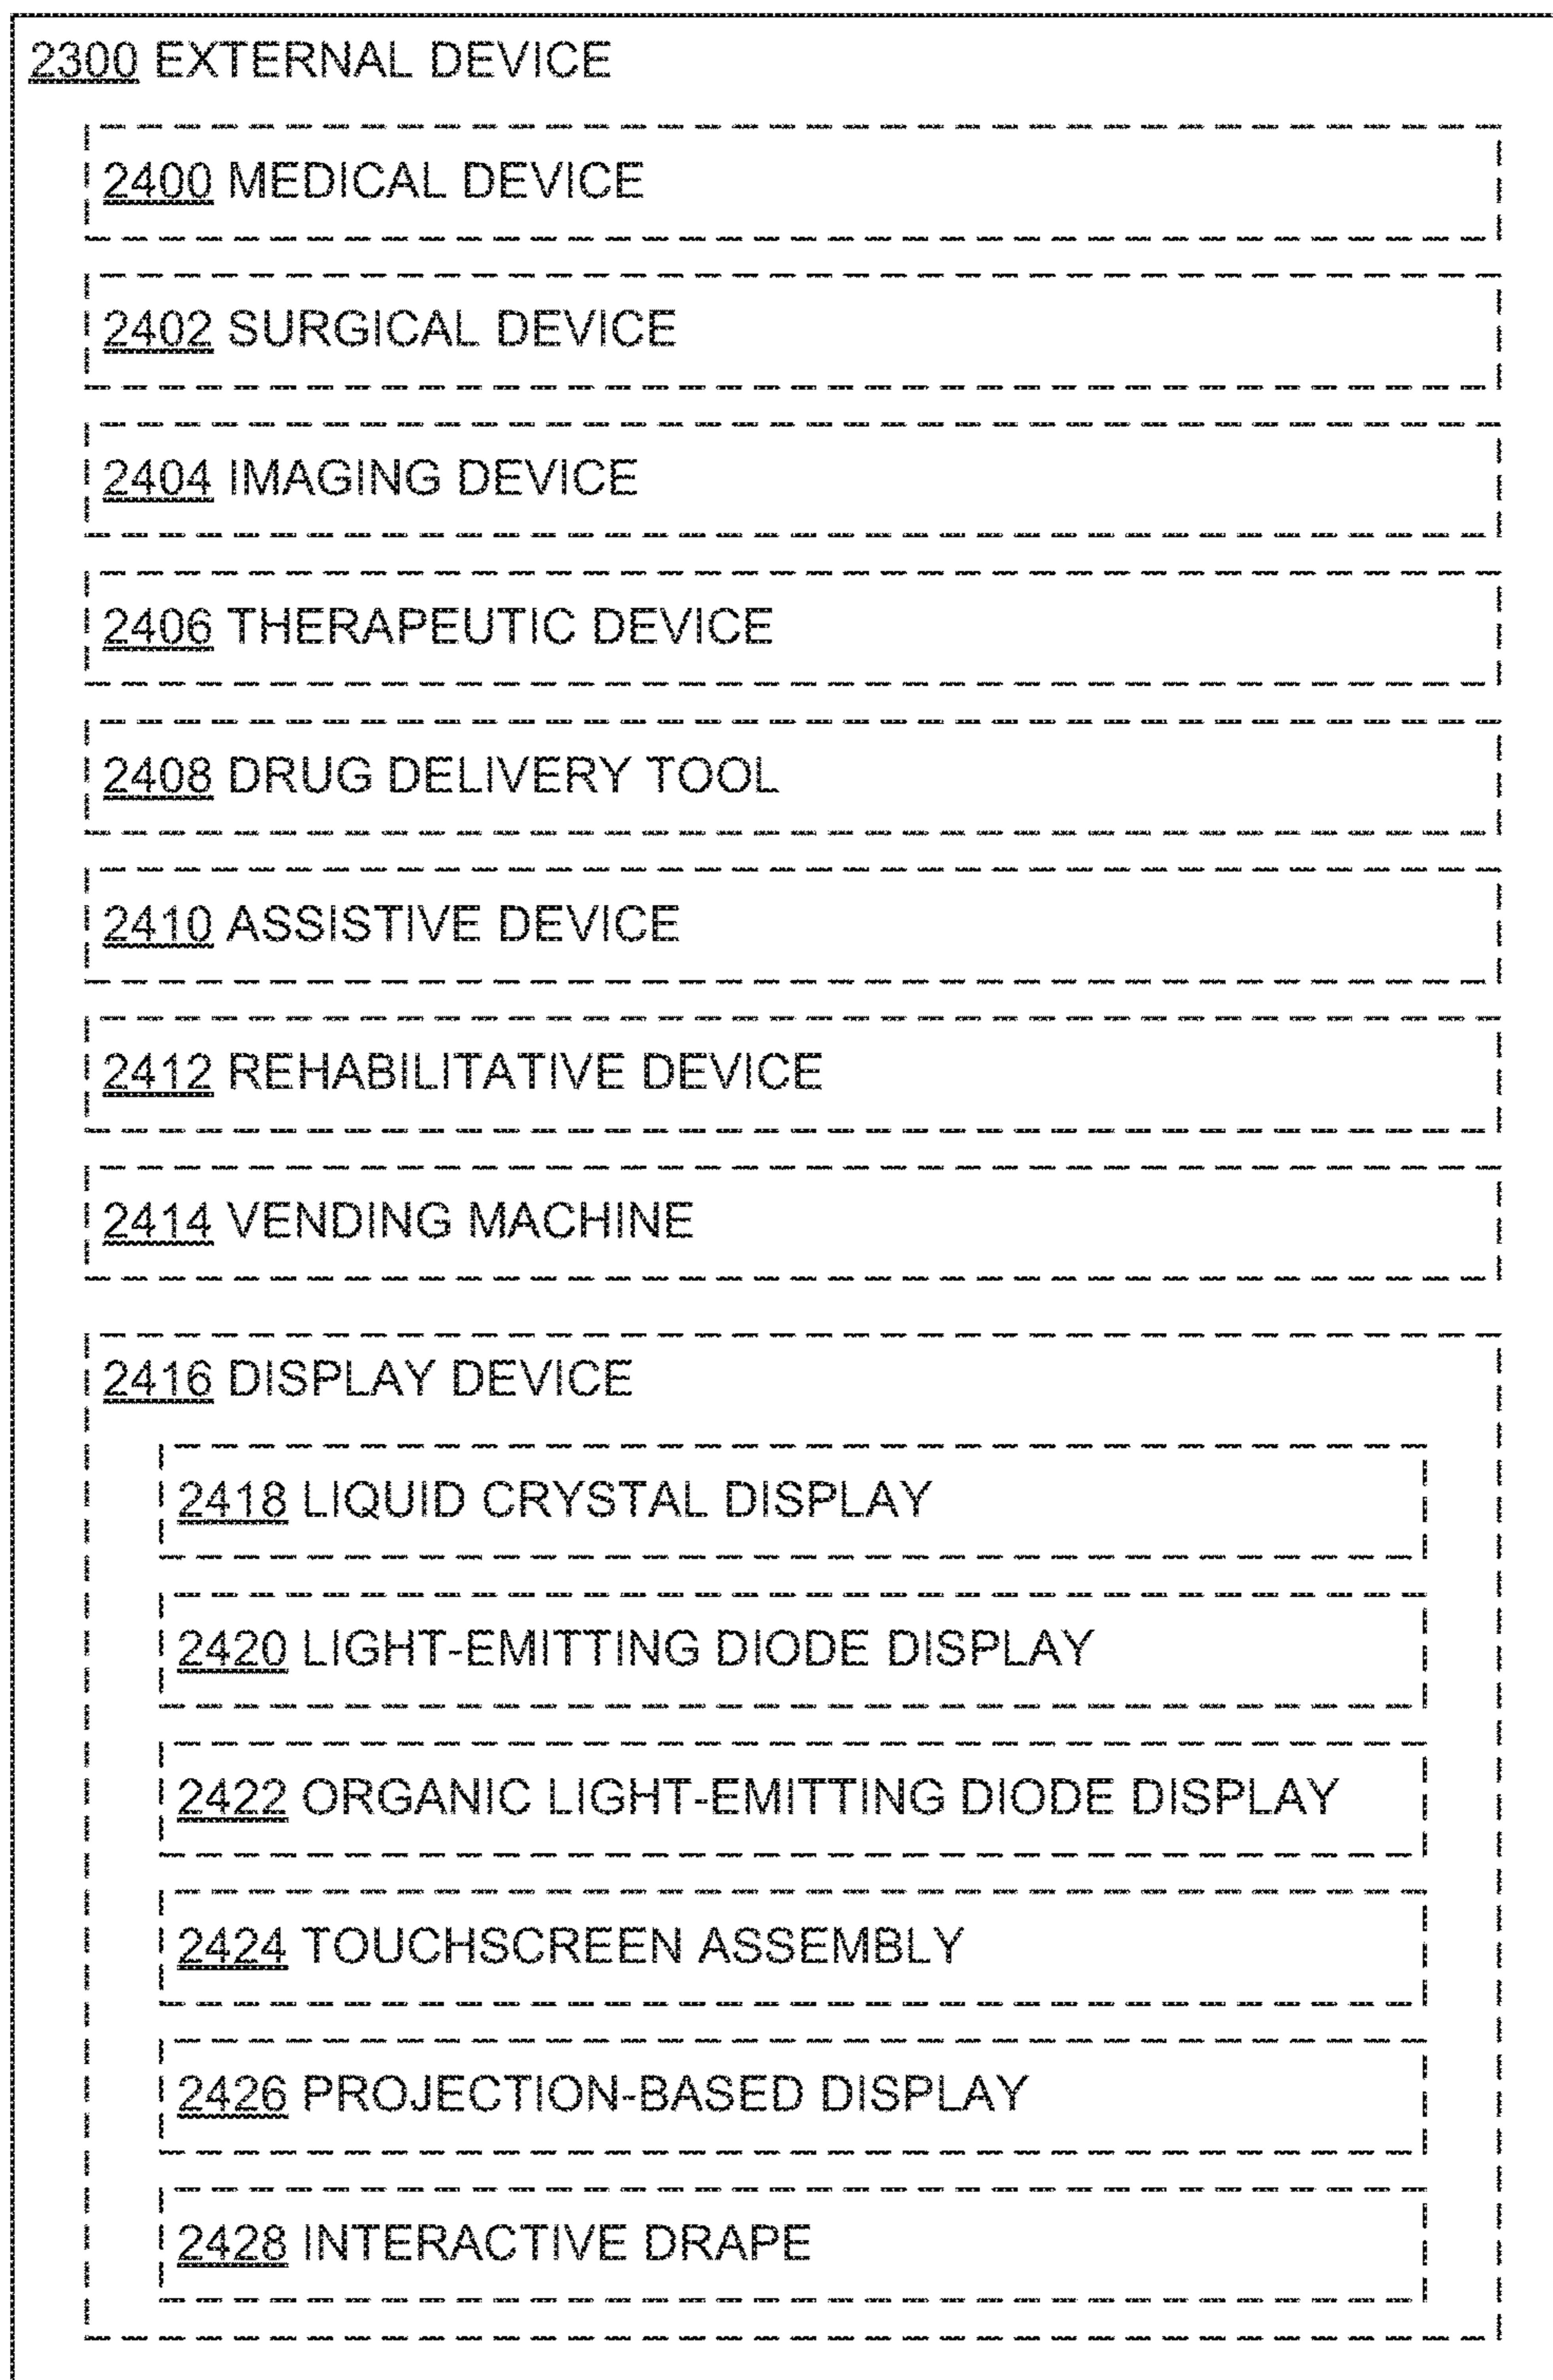 2300 EXTERNAL DEVICE
2400 MEDICAL DEVICE
2402 SURGICAL DEVICE
2404 IMAGING DEVICE
2406 THERAPEUTIC DEVICE
2408 DRUG DELIVERY TOOL
2410 ASSISTIVE DEVICE
2412 REHABILITATIVE DEVICE
2414 VENDING MACHINE
2416 DISPLAY DEVICE
2418 LIQUID CRYSTAL DISPLAY
2420 LIGHT-EMITTING DIODE DISPLAY
2422 ORGANIC LIGHT-EMITTING DIODE DISPLAY
2424 TOUCHSCREEN ASSEMBLY
2426 PROJECTION-BASED DISPLAY
2428 INTERACTIVE DRAPE